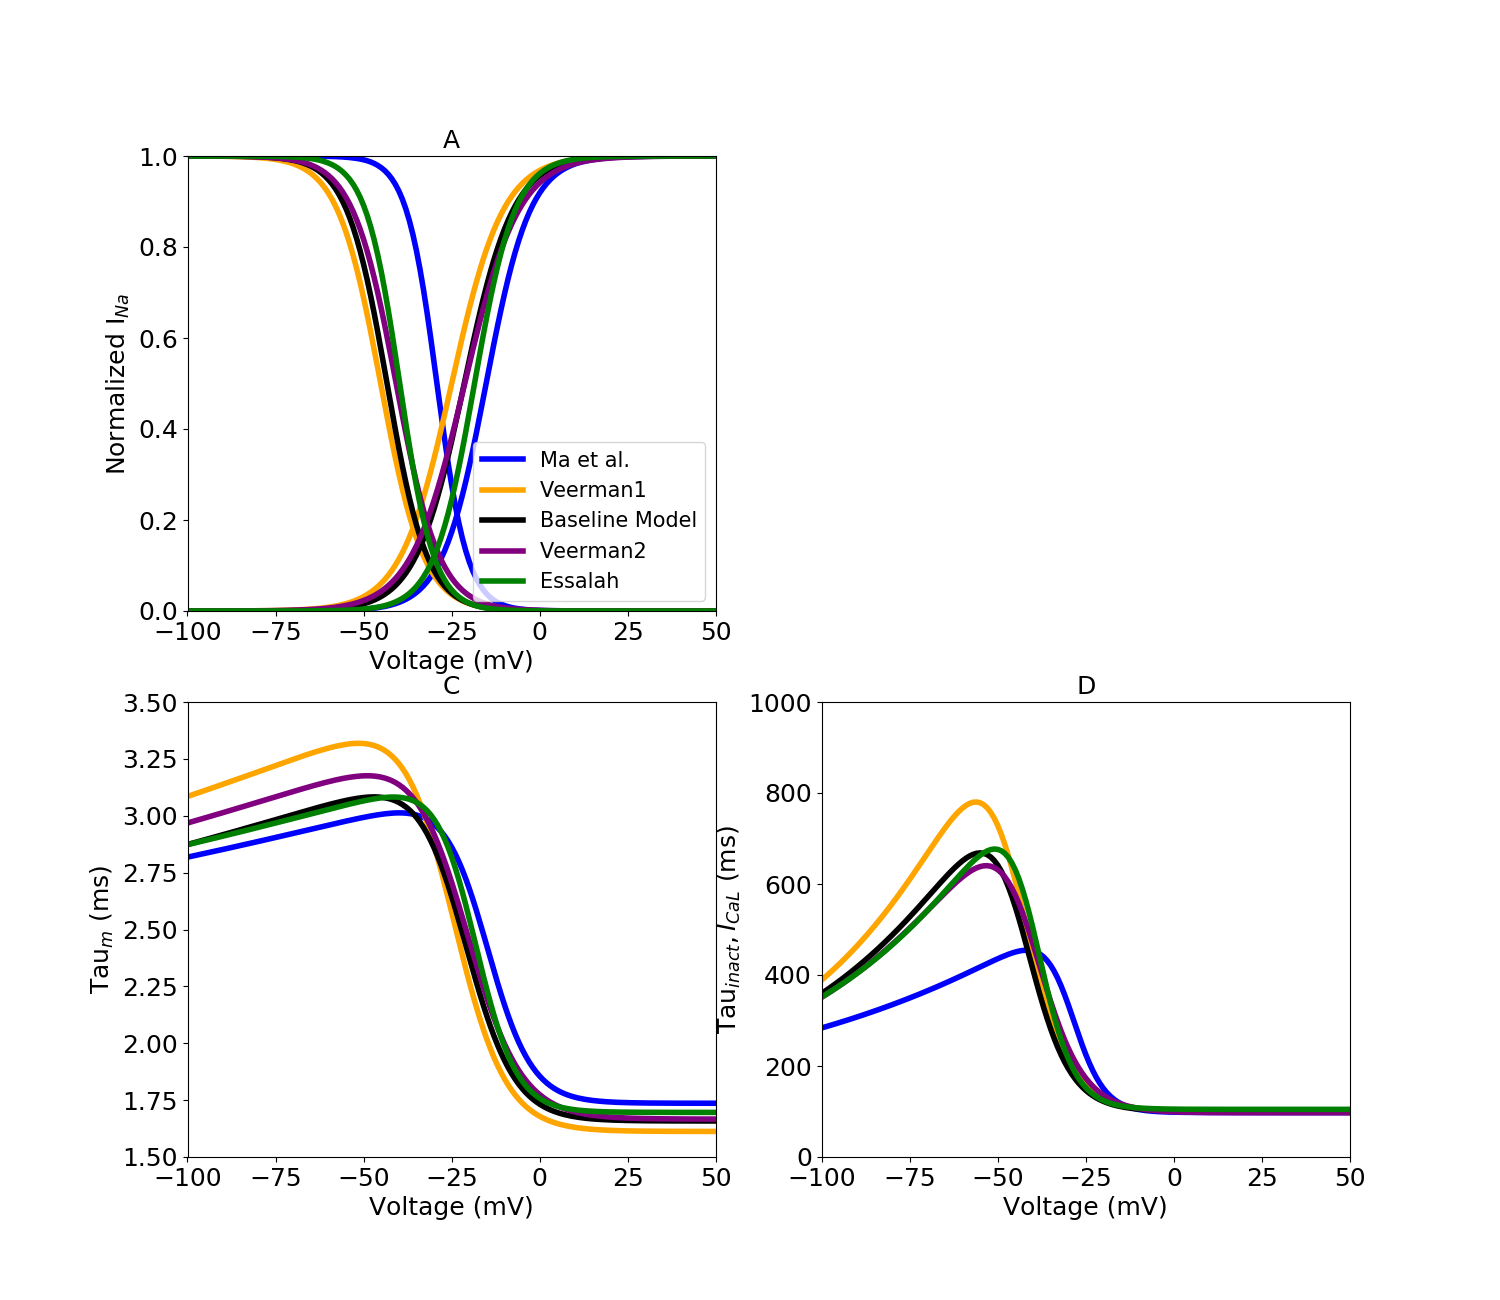 A
1.0
0.8
0.6
0.4
0.2
0.0
Normalized I_Na
Ma et al.
Veerman1
Baseline Model
Veerman2
Essalah
−100 −75 −50 −25 0 25 50
Voltage (mV)
C
3.50
3.25
3.00
2.75
2.50
2.25
2.00
1.75
1.50
Tau_m (ms)
−100 −75 −50 −25 0 25 50
Voltage (mV)
D
1000
800
600
400
200
0
Tau_inact, I_CaL (ms)
−100 −75 −50 −25 0 25 50
Voltage (mV)